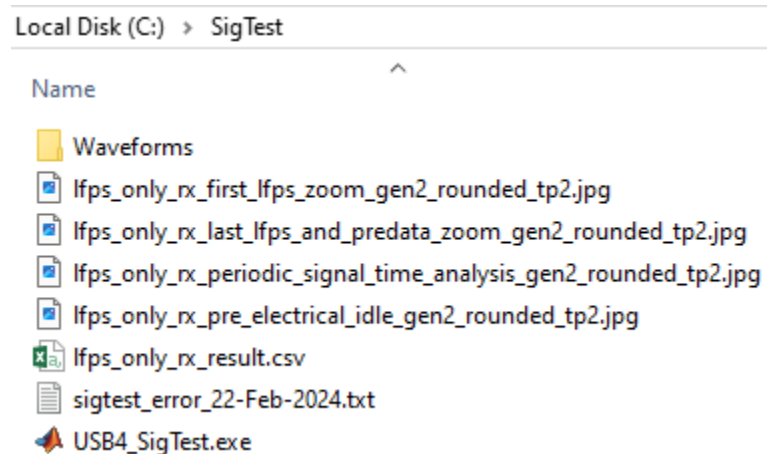 Local Disk (C:) > SigTest
Name
Waveforms
lfps_only_rx_first_lfps_zoom_gen2_rounded_tp2.jpg
lfps_only_rx_last_lfps_and_predata_zoom_gen2_rounded_tp2.jpg
lfps_only_rx_periodic_signal_time_analysis_gen2_rounded_tp2.jpg
lfps_only_rx_pre_electrical_idle_gen2_rounded_tp2.jpg
lfps_only_rx_result.csv
sigtest_error_22-Feb-2024.txt
USB4_SigTest.exe